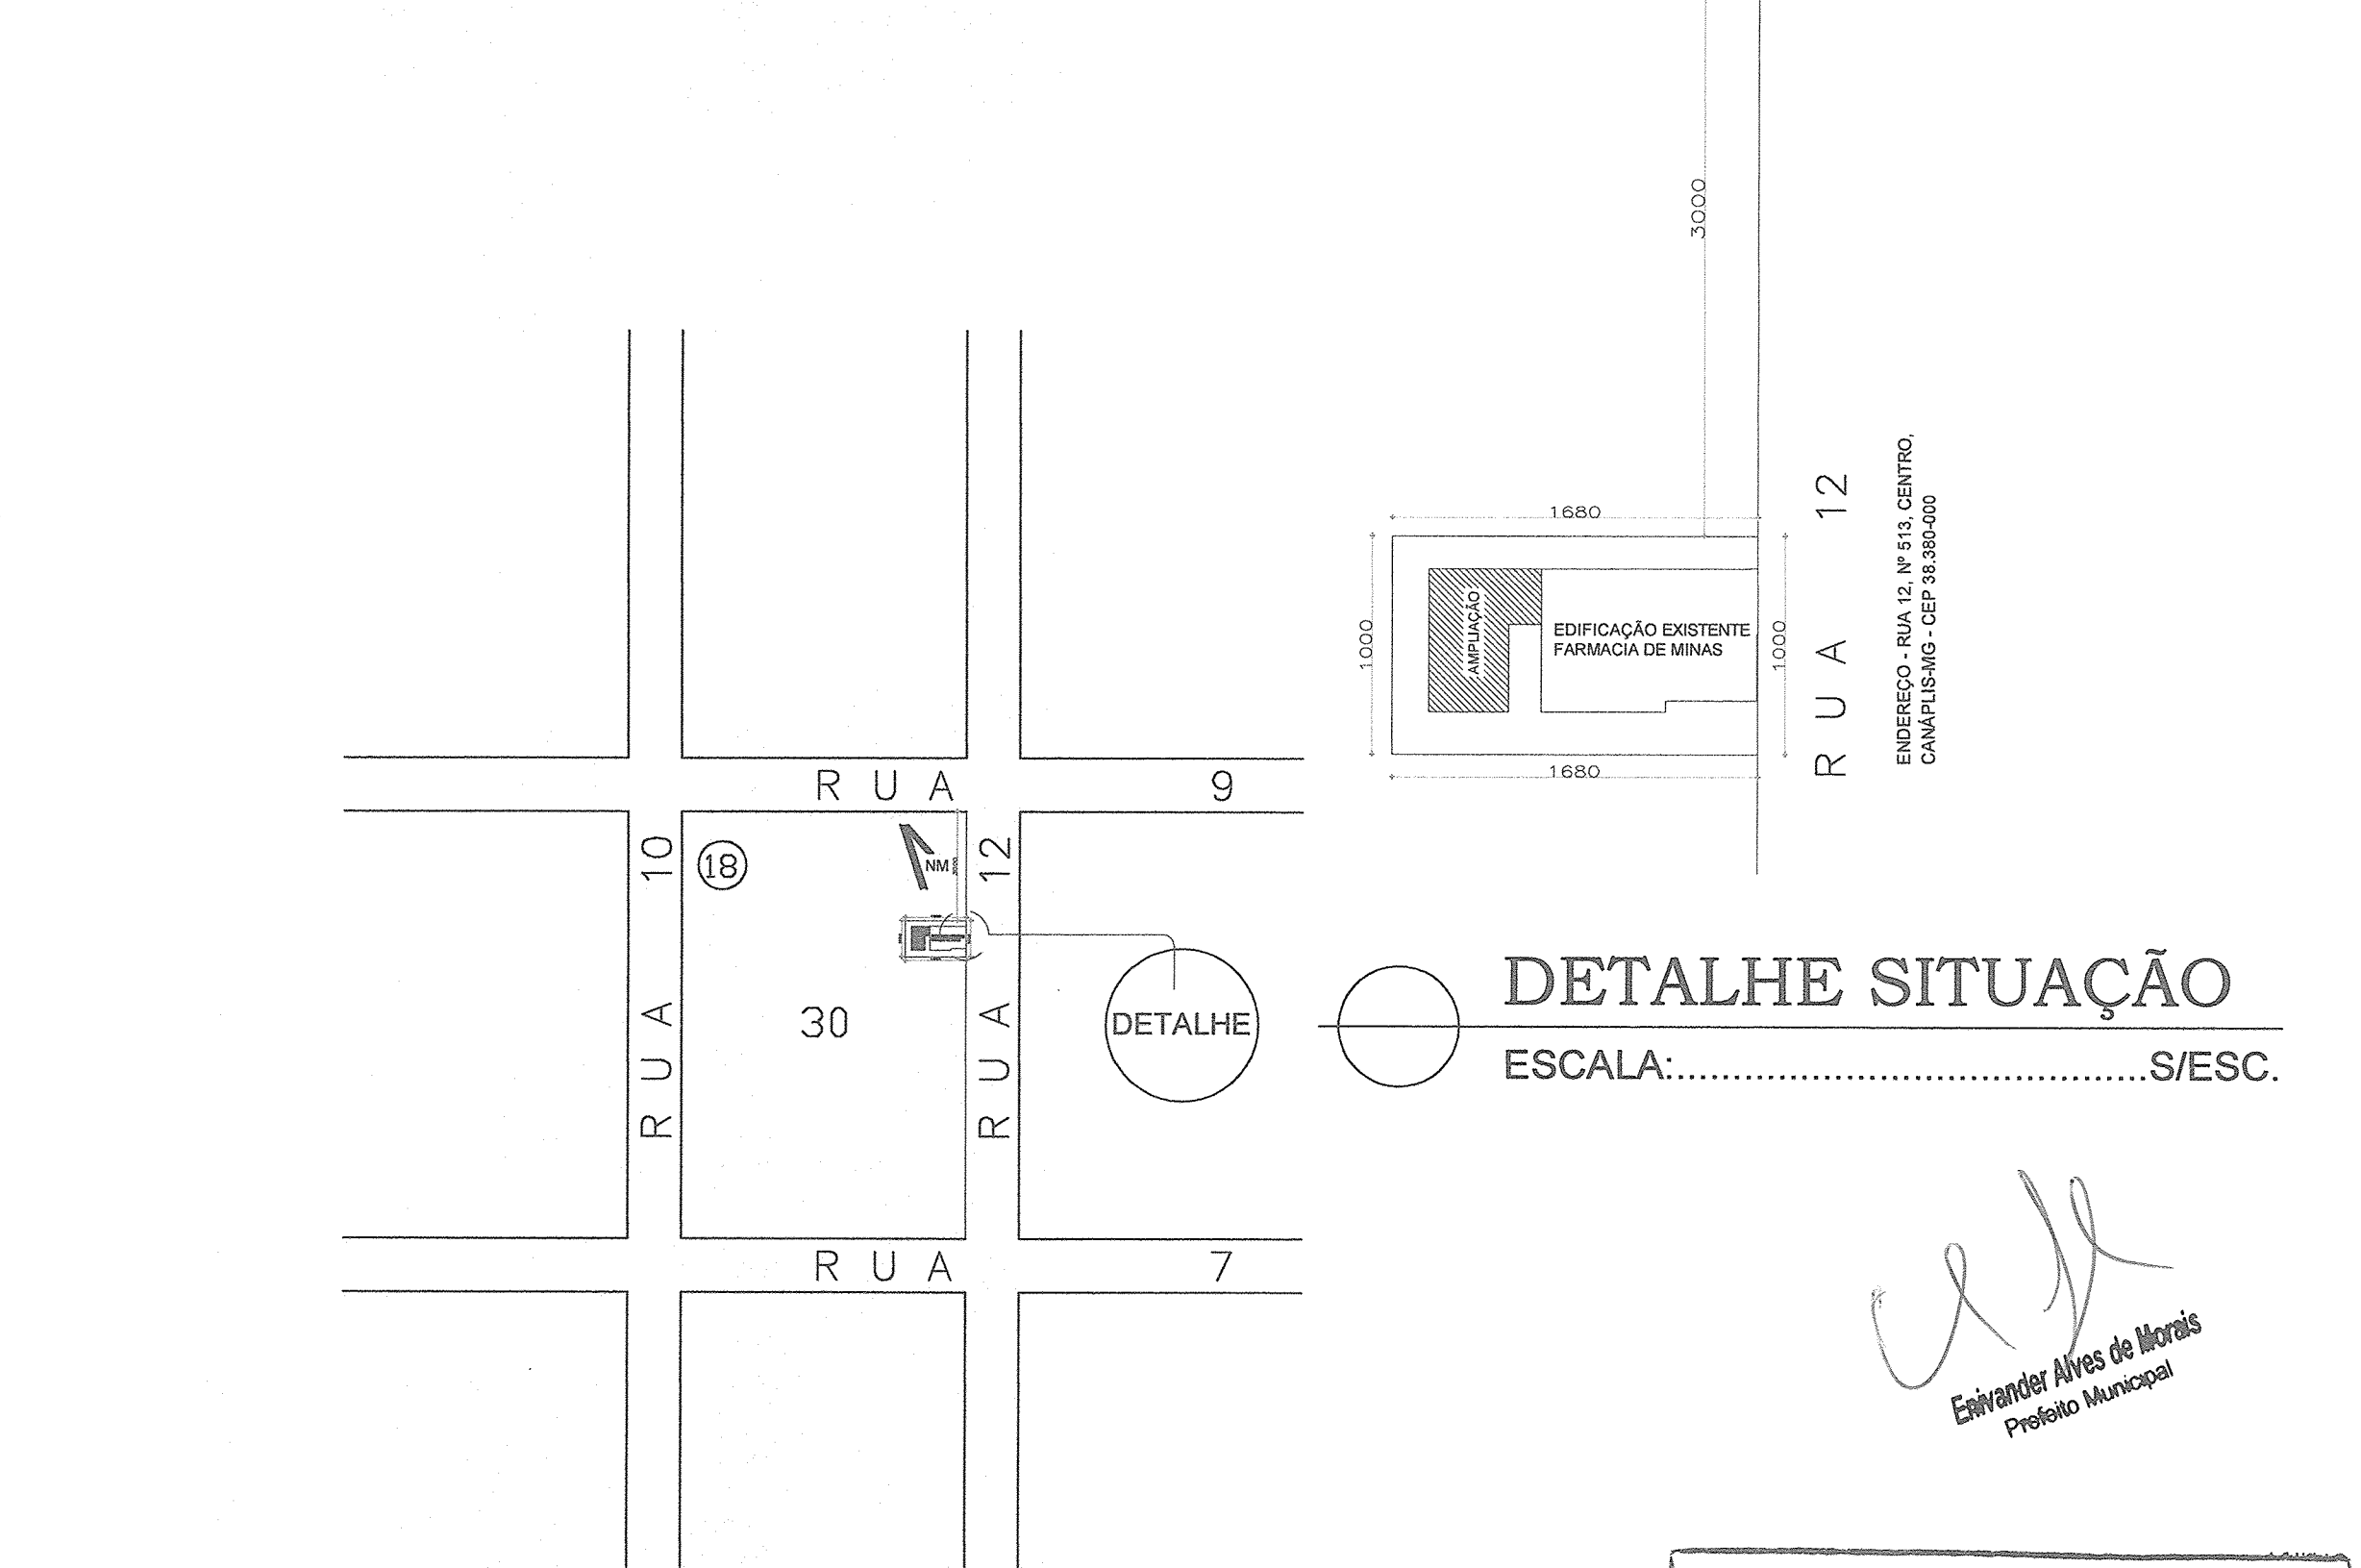 3000
1680
1000
AMPLIAÇÃO
EDIFICAÇÃO EXISTENTE
FARMACIA DE MINAS
1000
1680
RUA 12
ENDEREÇO - RUA 12, Nº 513, CENTRO,
CANÁPLIS-MG - CEP 38.380-000
RUA 9
RUA 10
18
NM
RUA 12
30
DETALHE
RUA 7
DETALHE SITUAÇÃO
ESCALA:..........................................S/ESC.
Enivander Alves de Morais
Prefeito Municipal